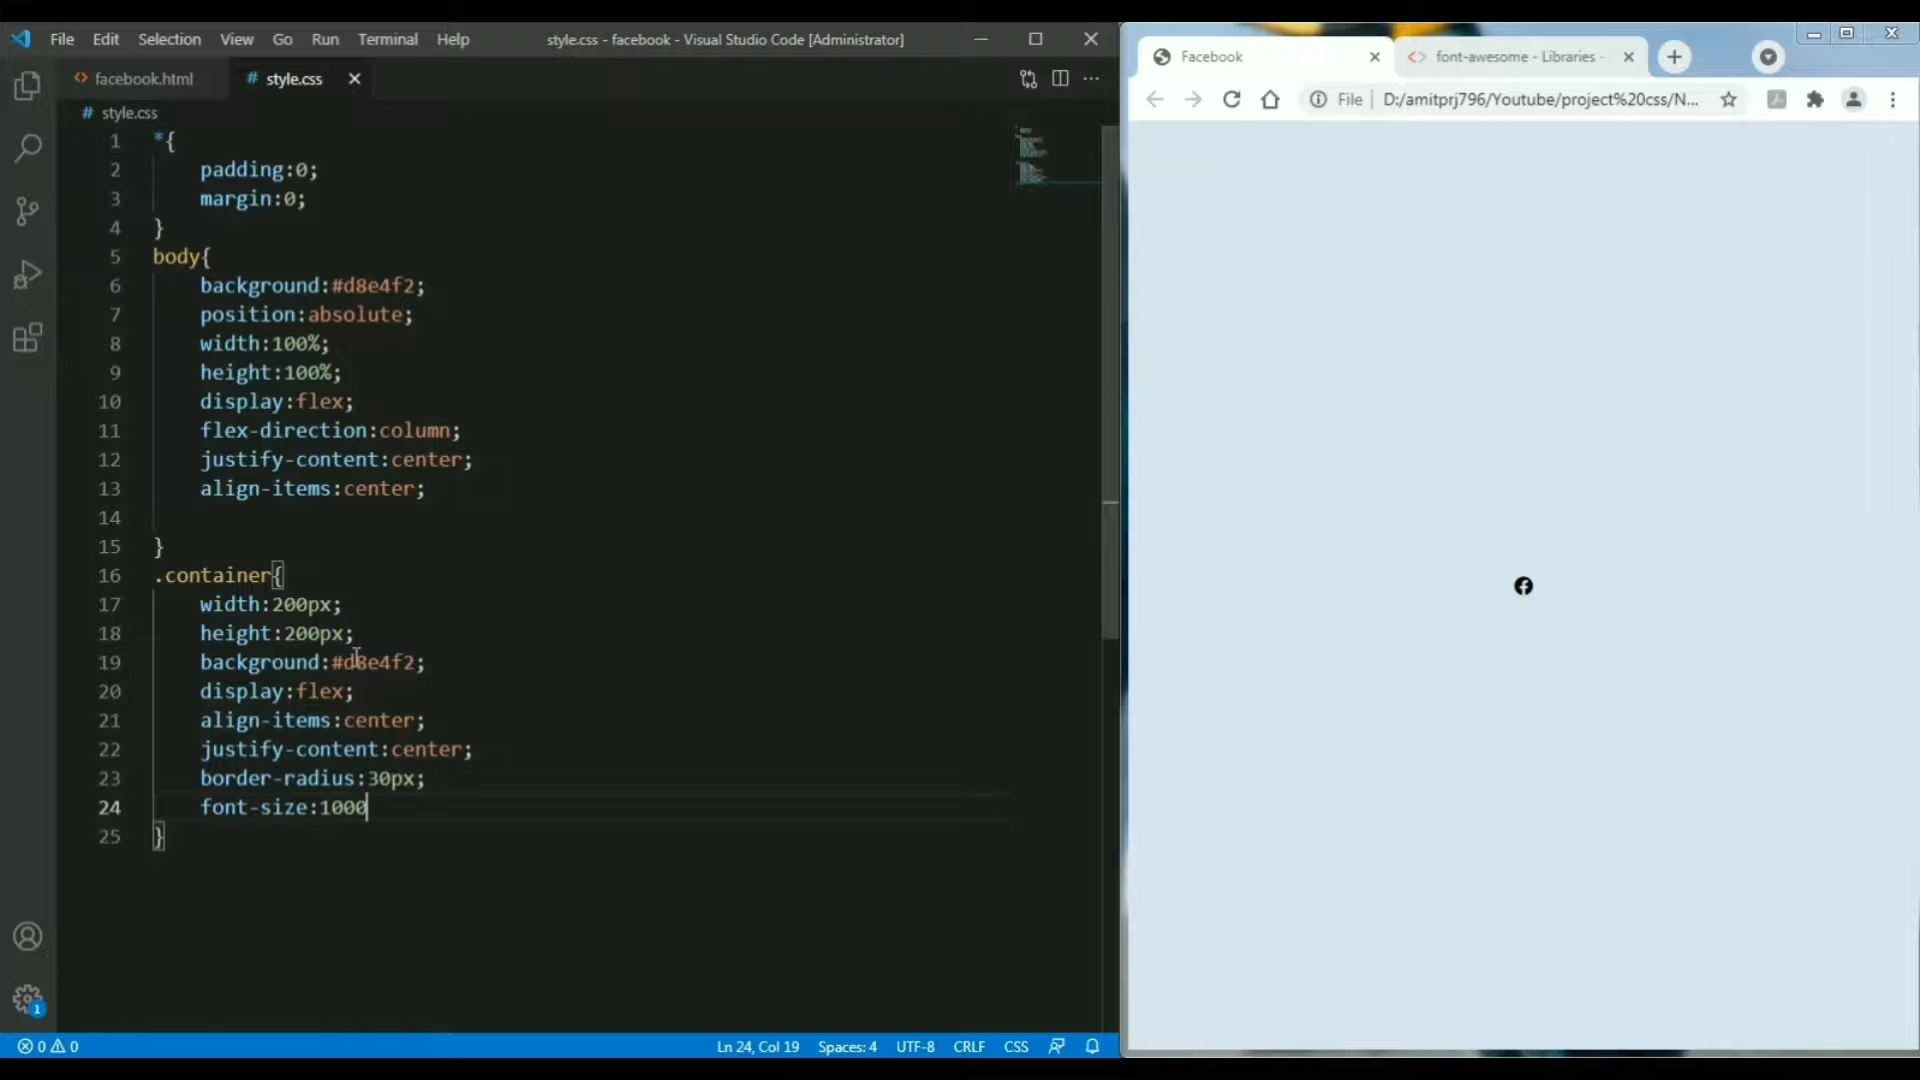 File Edit Selection View Go Run Terminal Help
style.css - facebook - Visual Studio Code [Administrator]
<> facebook.html
# style.css
# style.css
1 *{
2 padding:0;
3 margin:0;
4 }
5 body{
6 background:#d8e4f2;
7 position:absolute;
8 width:100%;
9 height:100%;
10 display:flex;
11 flex-direction:column;
12 justify-content:center;
13 align-items:center;
14
15 }
16 .container{
17 width:200px;
18 height:200px;
19 background:#d8e4f2;
20 display:flex;
21 align-items:center;
22 justify-content:center;
23 border-radius:30px;
24 font-size:1000
25 }
1
0 0
Ln 24, Col 19 Spaces: 4 UTF-8 CRLF CSS
Facebook
<> font-awesome - Libraries -
File D:/amitprj796/Youtube/project%20css/N...